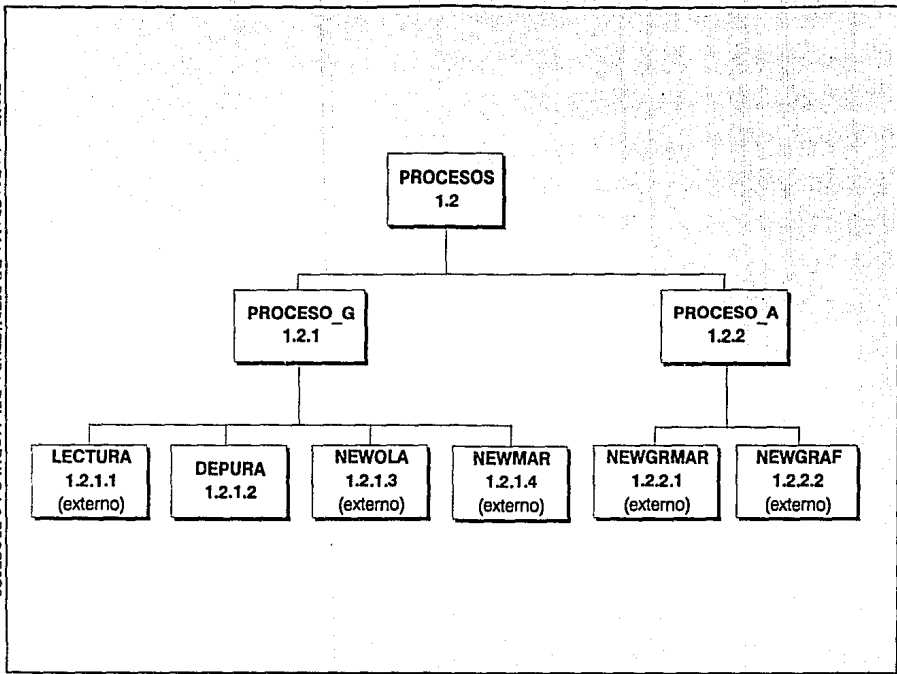 PROCESOS
1.2
PROCESO_G
1.2.1
PROCESO_A
1.2.2
LECTURA
1.2.1.1
(externo)
DEPURA
1.2.1.2
NEWOLA
1.2.1.3
(externo)
NEWMAR
1.2.1.4
(externo)
NEWGRMAR
1.2.2.1
(externo)
NEWGRAF
1.2.2.2
(externo)